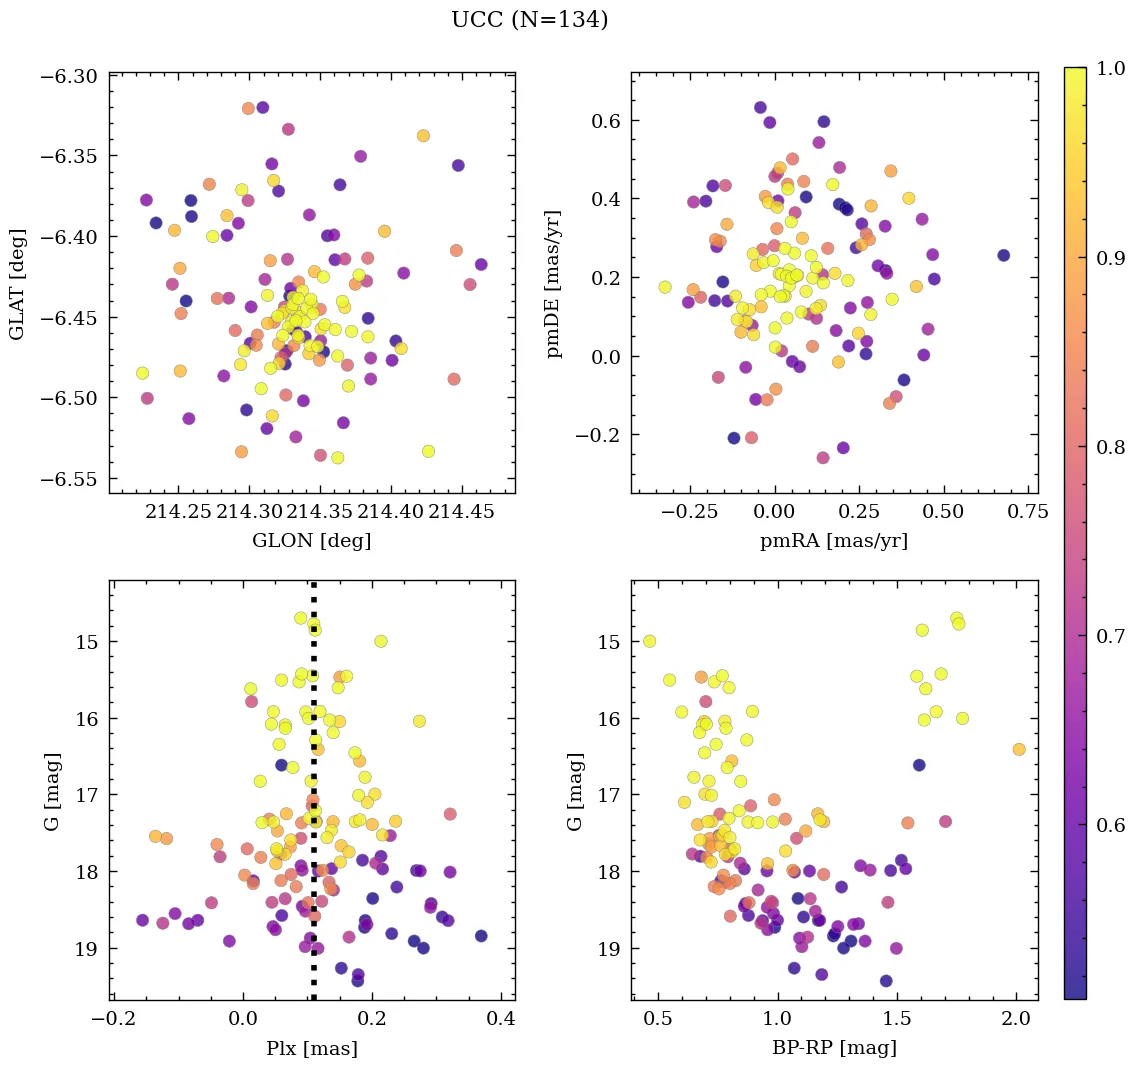 UCC (N=134)
−6.30
−6.35
−6.40
−6.45
−6.50
−6.55
GLAT [deg]
214.25 214.30 214.35 214.40 214.45
GLON [deg]
0.6
0.4
0.2
0.0
−0.2
pmDE [mas/yr]
−0.25 0.00 0.25 0.50 0.75
pmRA [mas/yr]
15
16
17
18
19
G [mag]
−0.2 0.0 0.2 0.4
Plx [mas]
15
16
17
18
19
G [mag]
0.5 1.0 1.5 2.0
BP-RP [mag]
1.0
0.9
0.8
0.7
0.6